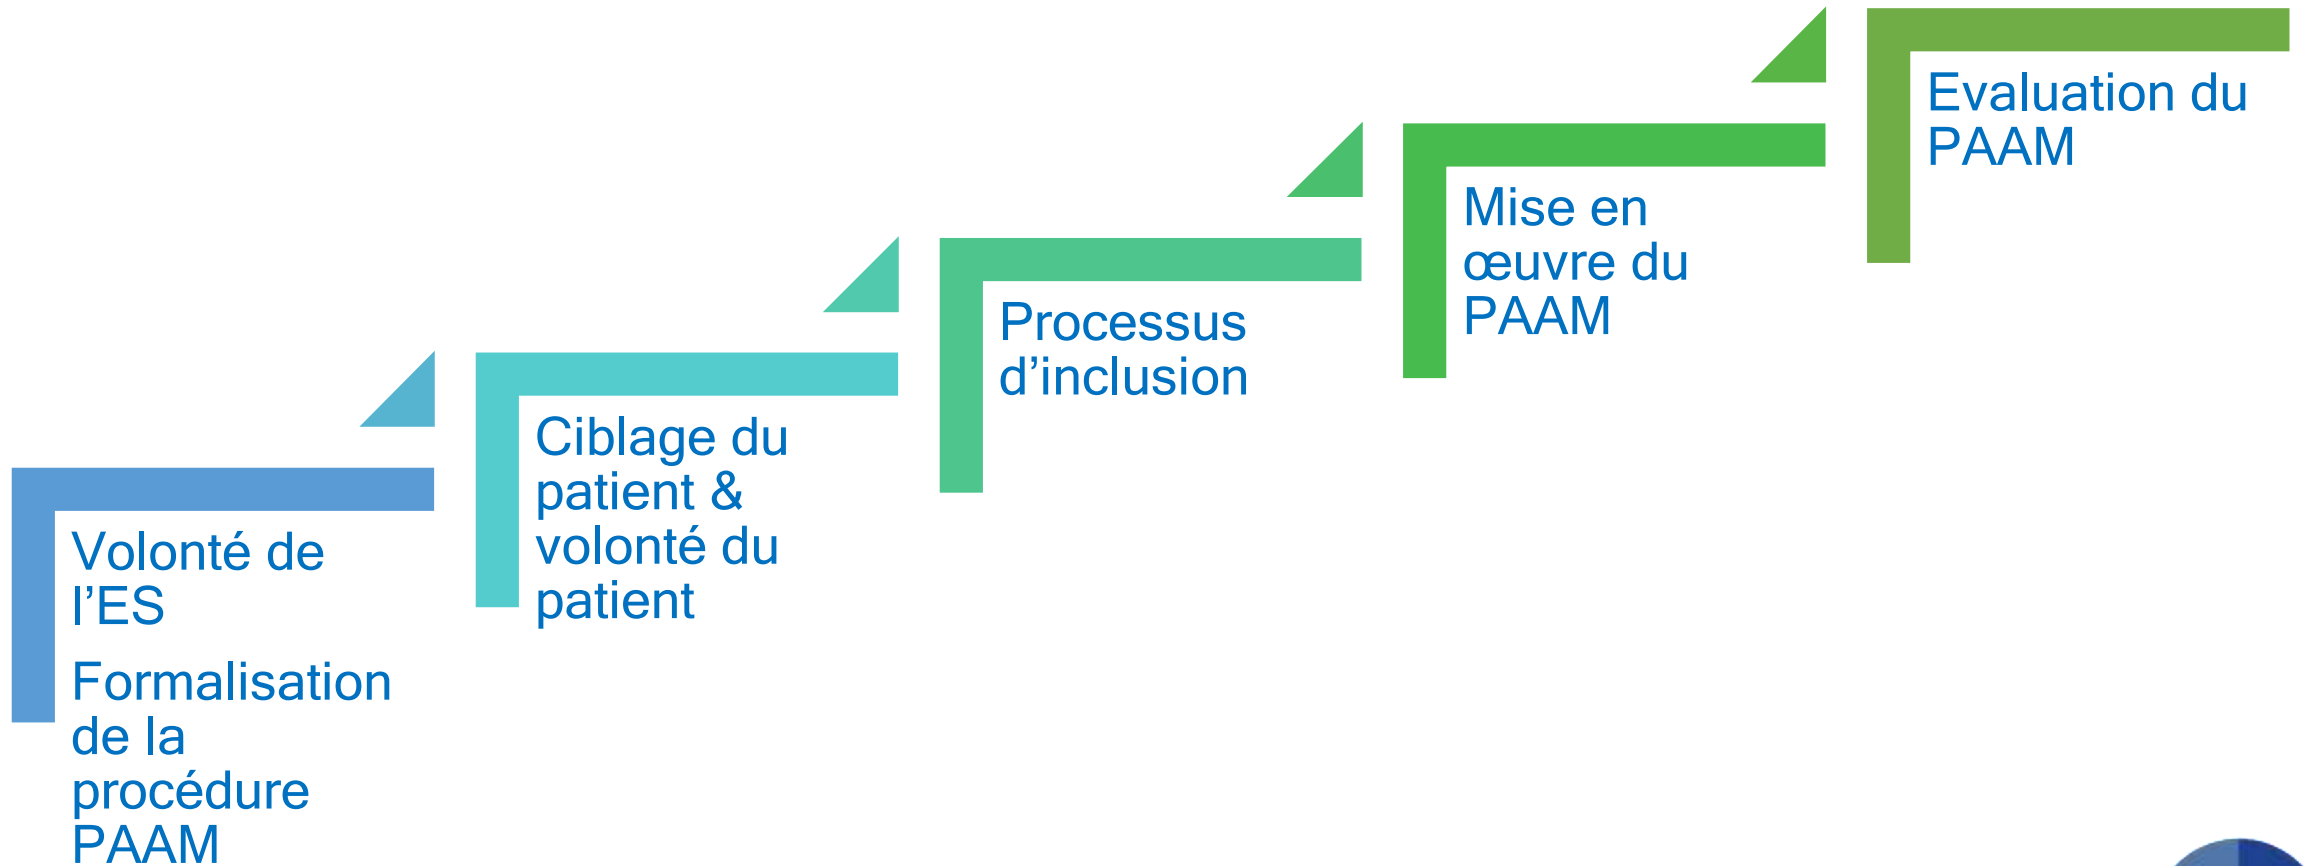 Volonté de
l’ES
Formalisation
de la
procédure
PAAM
Ciblage du
patient &
volonté du
patient
Processus
d’inclusion
Mise en
œuvre du
PAAM
Evaluation du
PAAM